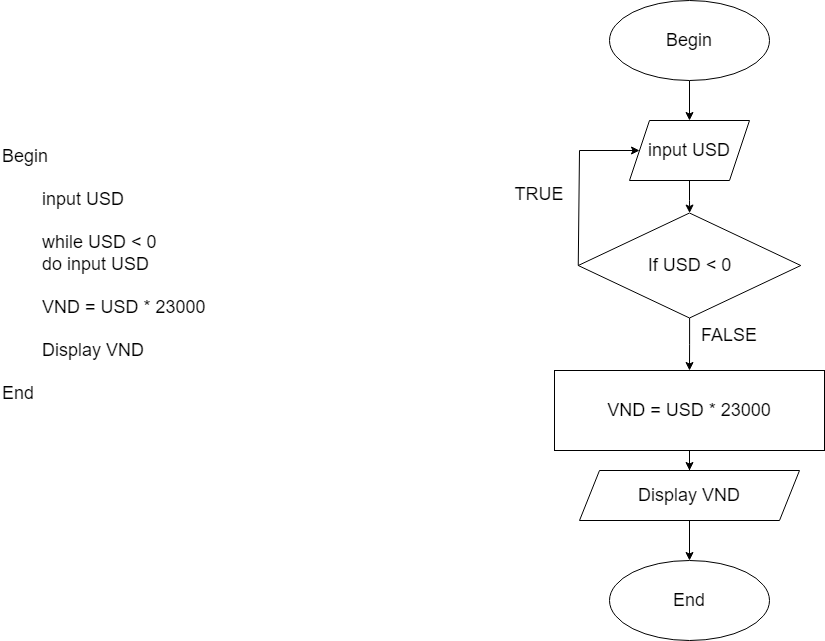 Begin
input USD
while USD < 0
do input USD
VND = USD * 23000
Display VND
End
Begin
input USD
TRUE
If USD < 0
FALSE
VND = USD * 23000
Display VND
End